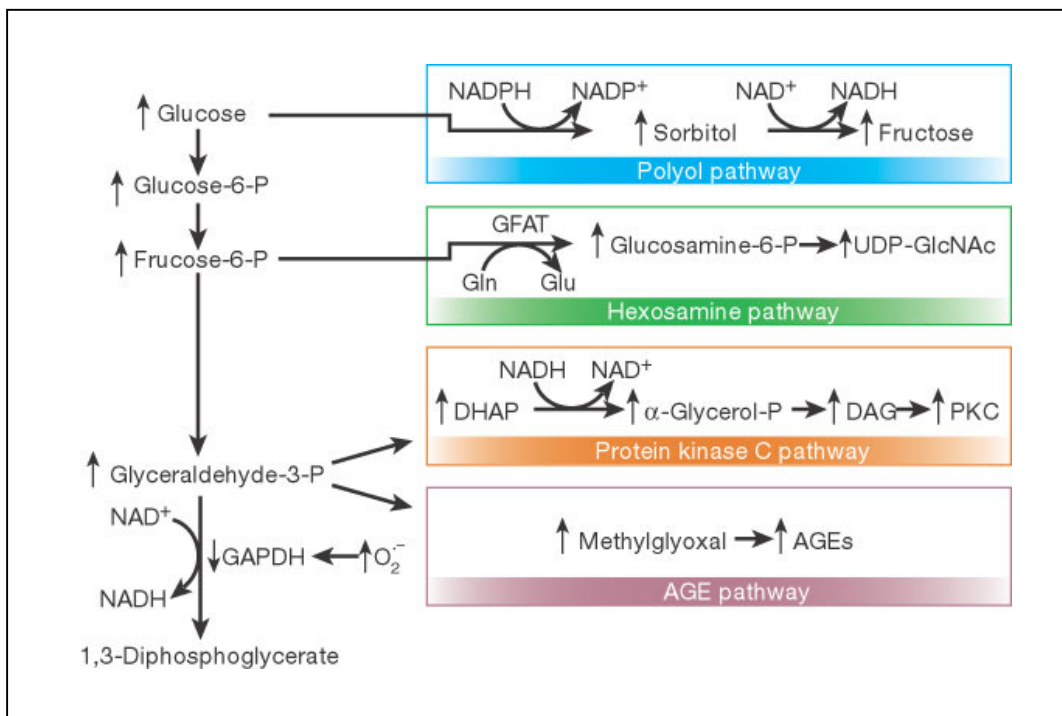 ↑ Glucose
↑ Glucose-6-P
↑ Frucose-6-P
↑ Glyceraldehyde-3-P
NAD⁺
↓GAPDH
↑O₂·⁻
NADH
1,3-Diphosphoglycerate
NADPH NADP⁺ NAD⁺ NADH
↑ Sorbitol ↑ Fructose
Polyol pathway
GFAT
↑ Glucosamine-6-P → ↑UDP-GlcNAc
Gln Glu
Hexosamine pathway
NADH NAD⁺
↑ DHAP → ↑ α-Glycerol-P → ↑ DAG → ↑ PKC
Protein kinase C pathway
↑ Methylglyoxal → ↑ AGEs
AGE pathway